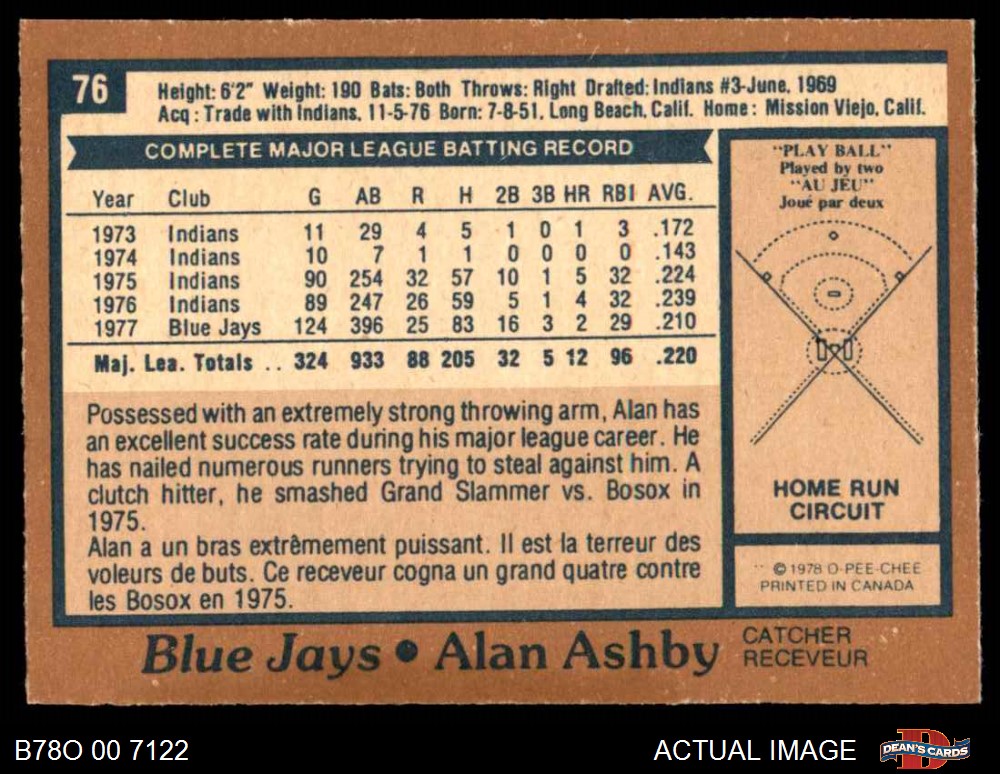 76
Height: 6'2" Weight: 190 Bats: Both Throws: Right Drafted: Indians #3-June, 1969
Acq: Trade with Indians, 11-5-76 Born: 7-8-51, Long Beach, Calif. Home: Mission Viejo, Calif.
COMPLETE MAJOR LEAGUE BATTING RECORD
Year Club G AB R H 2B 3B HR RBI AVG.
1973 Indians 11 29 4 5 1 0 1 3 .172
1974 Indians 10 7 1 1 0 0 0 0 .143
1975 Indians 90 254 32 57 10 1 5 32 .224
1976 Indians 89 247 26 59 5 1 4 32 .239
1977 Blue Jays 124 396 25 83 16 3 2 29 .210
Maj. Lea. Totals .. 324 933 88 205 32 5 12 96 .220
Possessed with an extremely strong throwing arm, Alan has
an excellent success rate during his major league career. He
has nailed numerous runners trying to steal against him. A
clutch hitter, he smashed Grand Slammer vs. Bosox in
1975.
Alan a un bras extrêmement puissant. Il est la terreur des
voleurs de buts. Ce receveur cogna un grand quatre contre
les Bosox en 1975.
"PLAY BALL"
Played by two
"AU JEU"
Joué par deux
HOME RUN
CIRCUIT
** © 1978 O-PEE-CHEE
PRINTED IN CANADA
Blue Jays • Alan Ashby
CATCHER
RECEVEUR
B78O 00 7122
ACTUAL IMAGE
DEAN'S CARDS